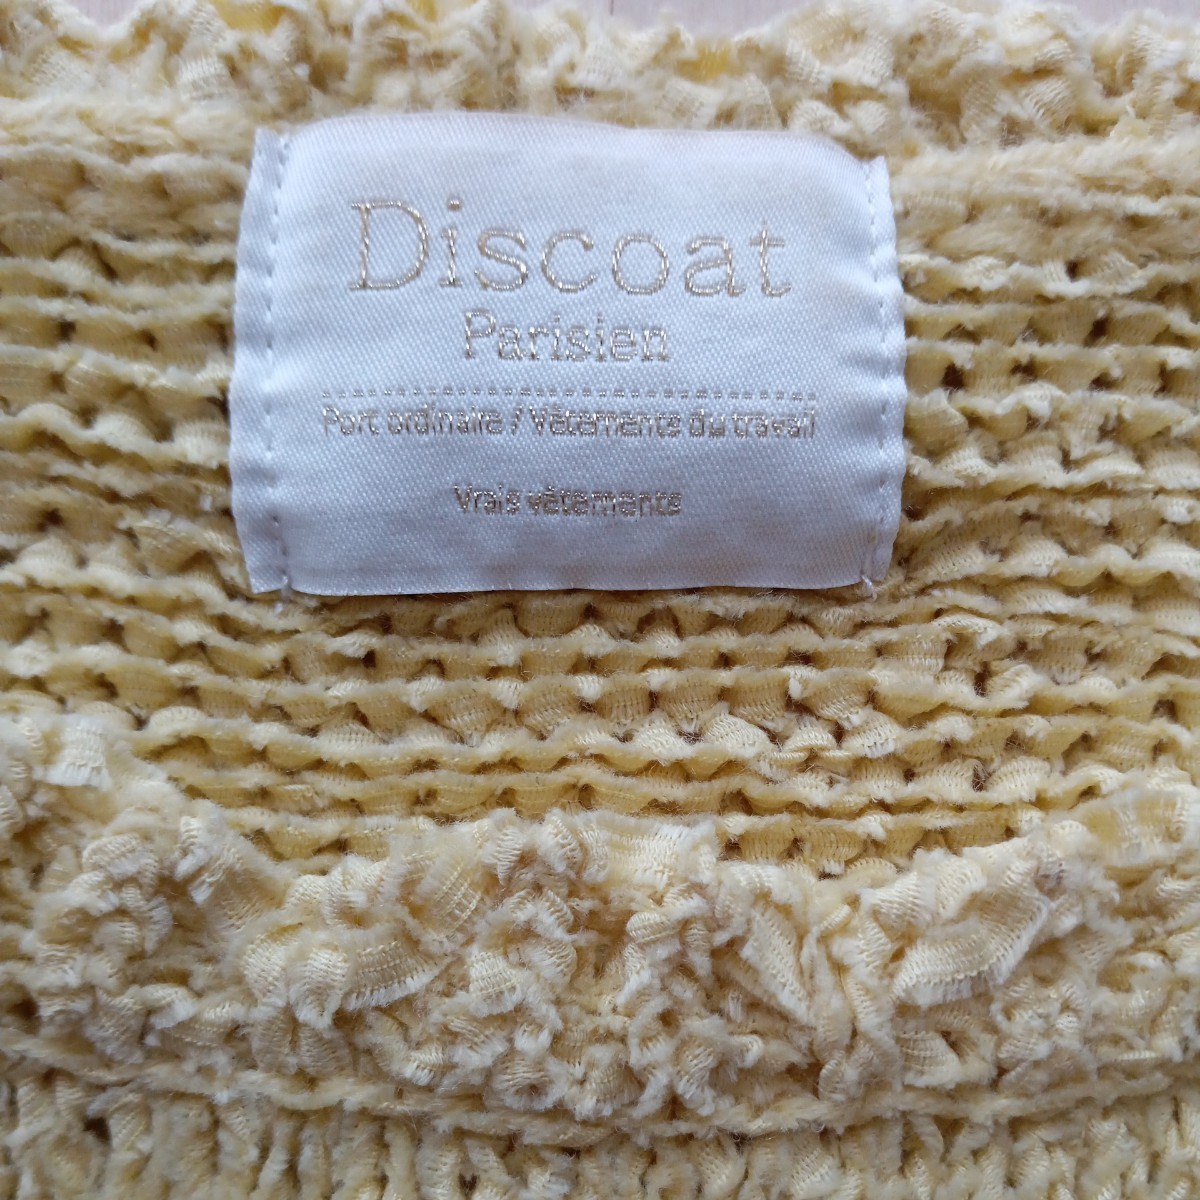 Discoat
Parisien
Port ordinaire / Vêtements du travail
Vrais vêtements